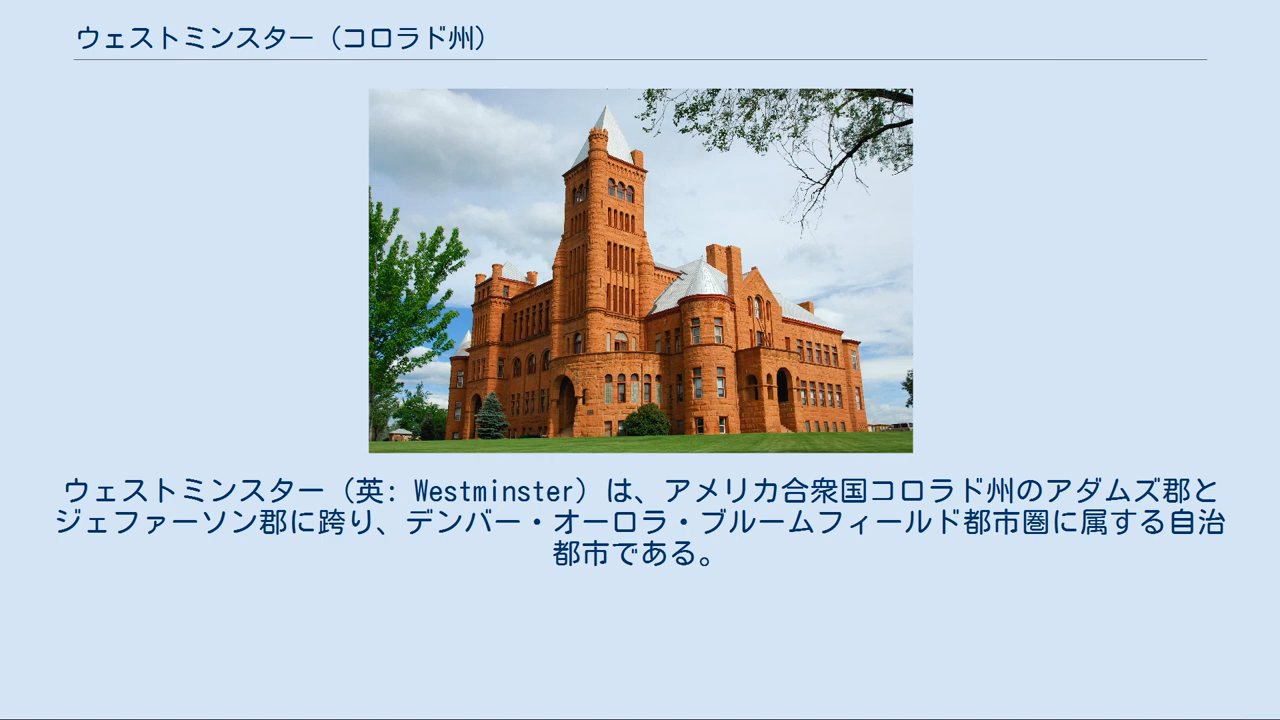 ウェストミンスター（コロラド州）
ウェストミンスター（英: Westminster）は、アメリカ合衆国コロラド州のアダムズ郡と
ジェファーソン郡に跨り、デンバー・オーロラ・ブルームフィールド都市圏に属する自治
都市である。